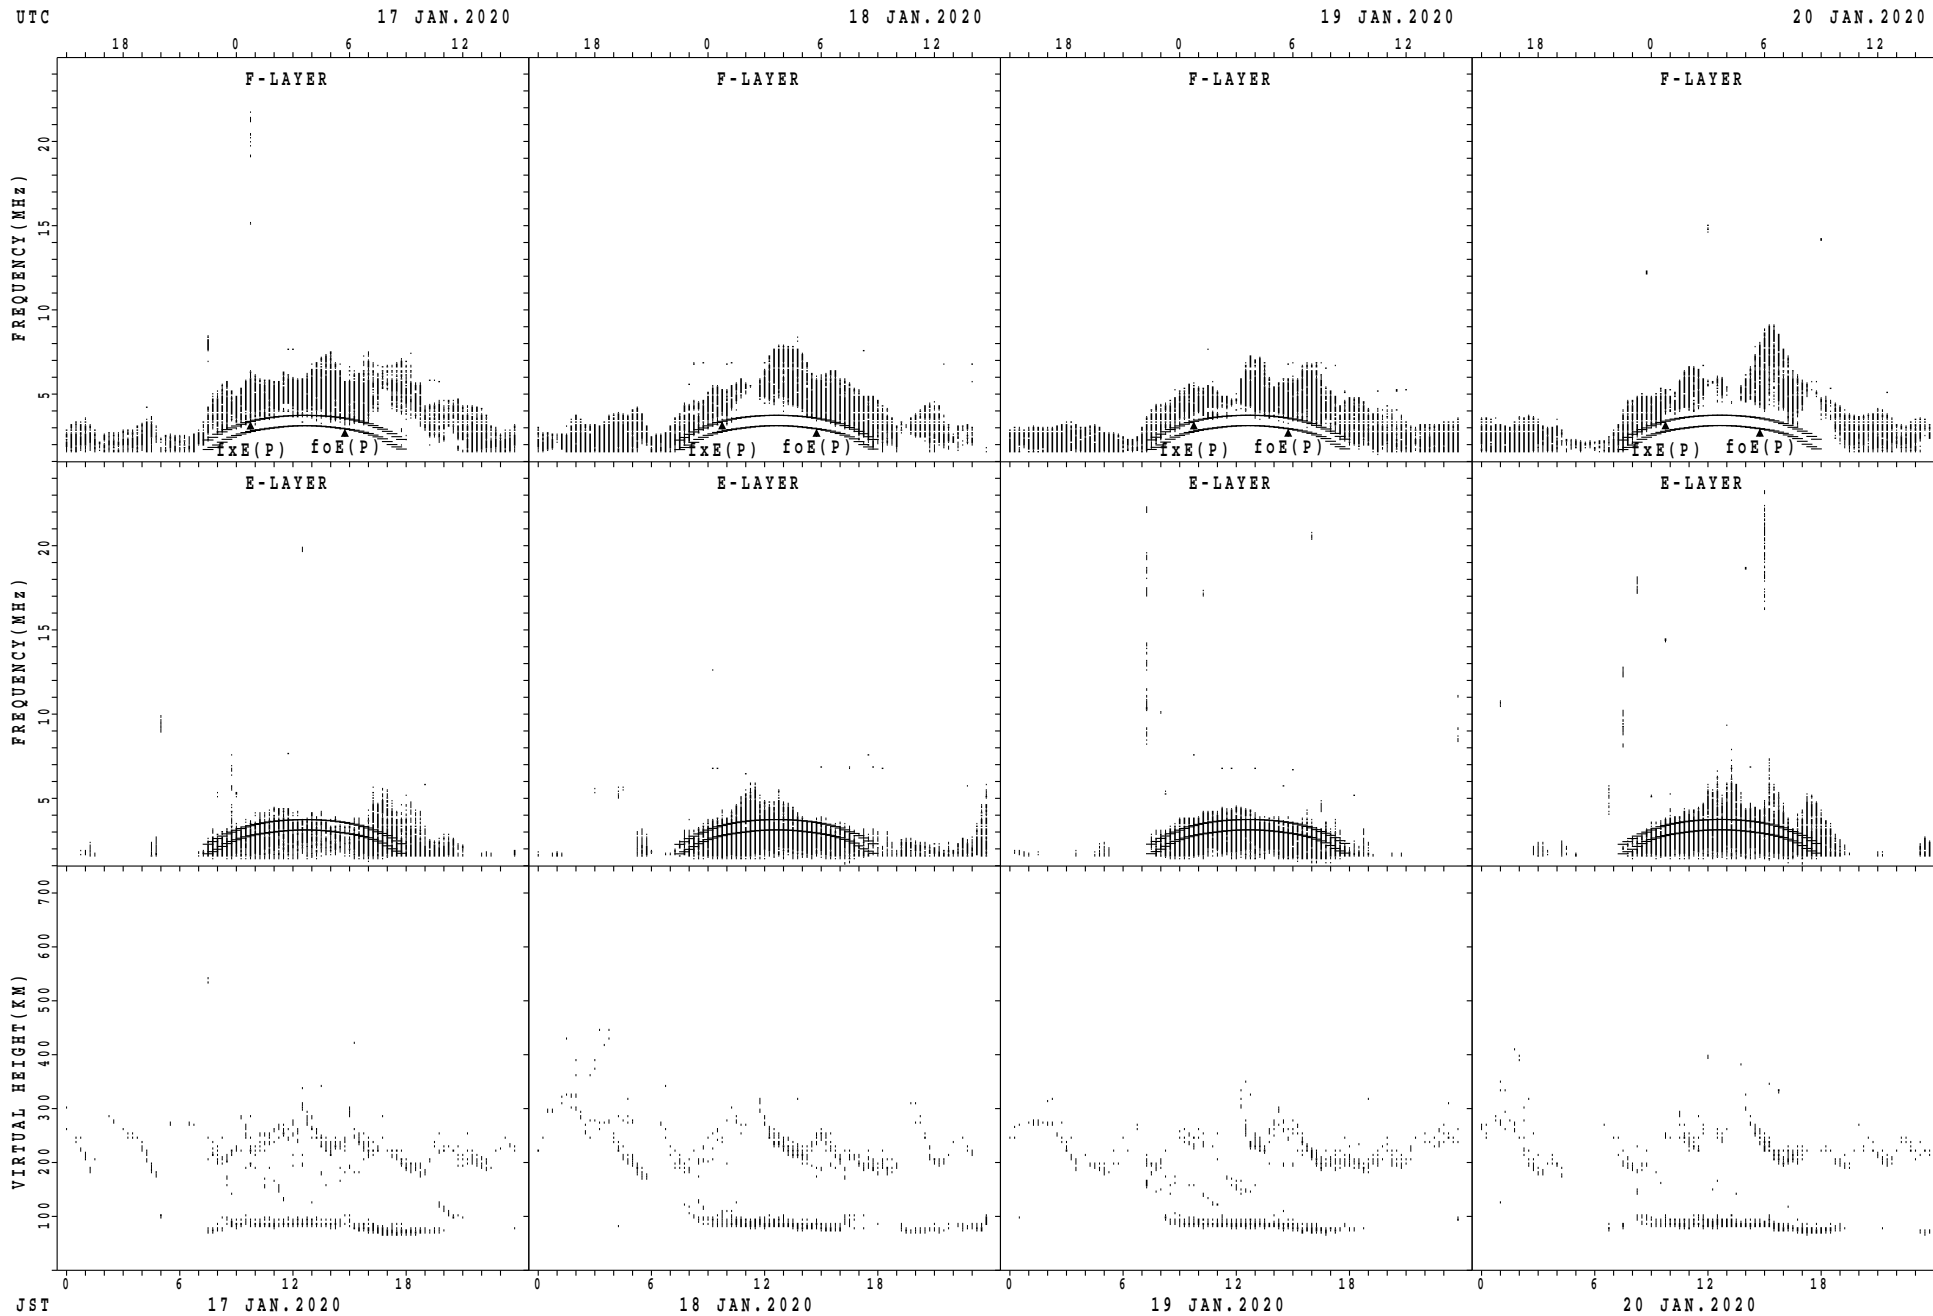 UTC 17 JAN.2020 18 JAN.2020 19 JAN.2020 20 JAN.2020
18 0 6 12 18 0 6 12 18 0 6 12 18 0 6 12
F-LAYER F-LAYER F-LAYER F-LAYER
FREQUENCY(MHz)
20
15
10
5
fxE(P) foE(P) fxE(P) foE(P) fxE(P) foE(P) fxE(P) foE(P)
E-LAYER E-LAYER E-LAYER E-LAYER
FREQUENCY(MHz)
20
15
10
5
VIRTUAL HEIGHT(KM)
700
600
500
400
300
200
100
0 6 12 18 0 6 12 18 0 6 12 18 0 6 12 18
JST 17 JAN.2020 18 JAN.2020 19 JAN.2020 20 JAN.2020